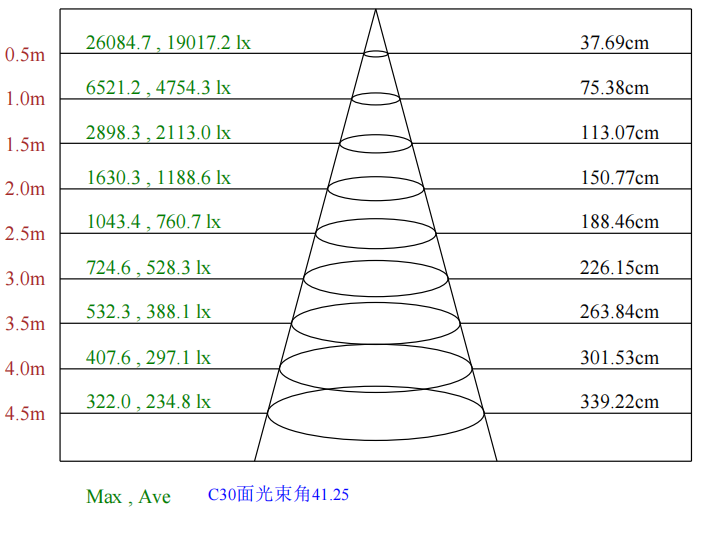 26084.7 , 19017.2 lx 37.69cm
0.5m
6521.2 , 4754.3 lx 75.38cm
1.0m
2898.3 , 2113.0 lx 113.07cm
1.5m
1630.3 , 1188.6 lx 150.77cm
2.0m
1043.4 , 760.7 lx 188.46cm
2.5m
724.6 , 528.3 lx 226.15cm
3.0m
532.3 , 388.1 lx 263.84cm
3.5m
407.6 , 297.1 lx 301.53cm
4.0m
322.0 , 234.8 lx 339.22cm
4.5m
Max , Ave C30面光束角41.25